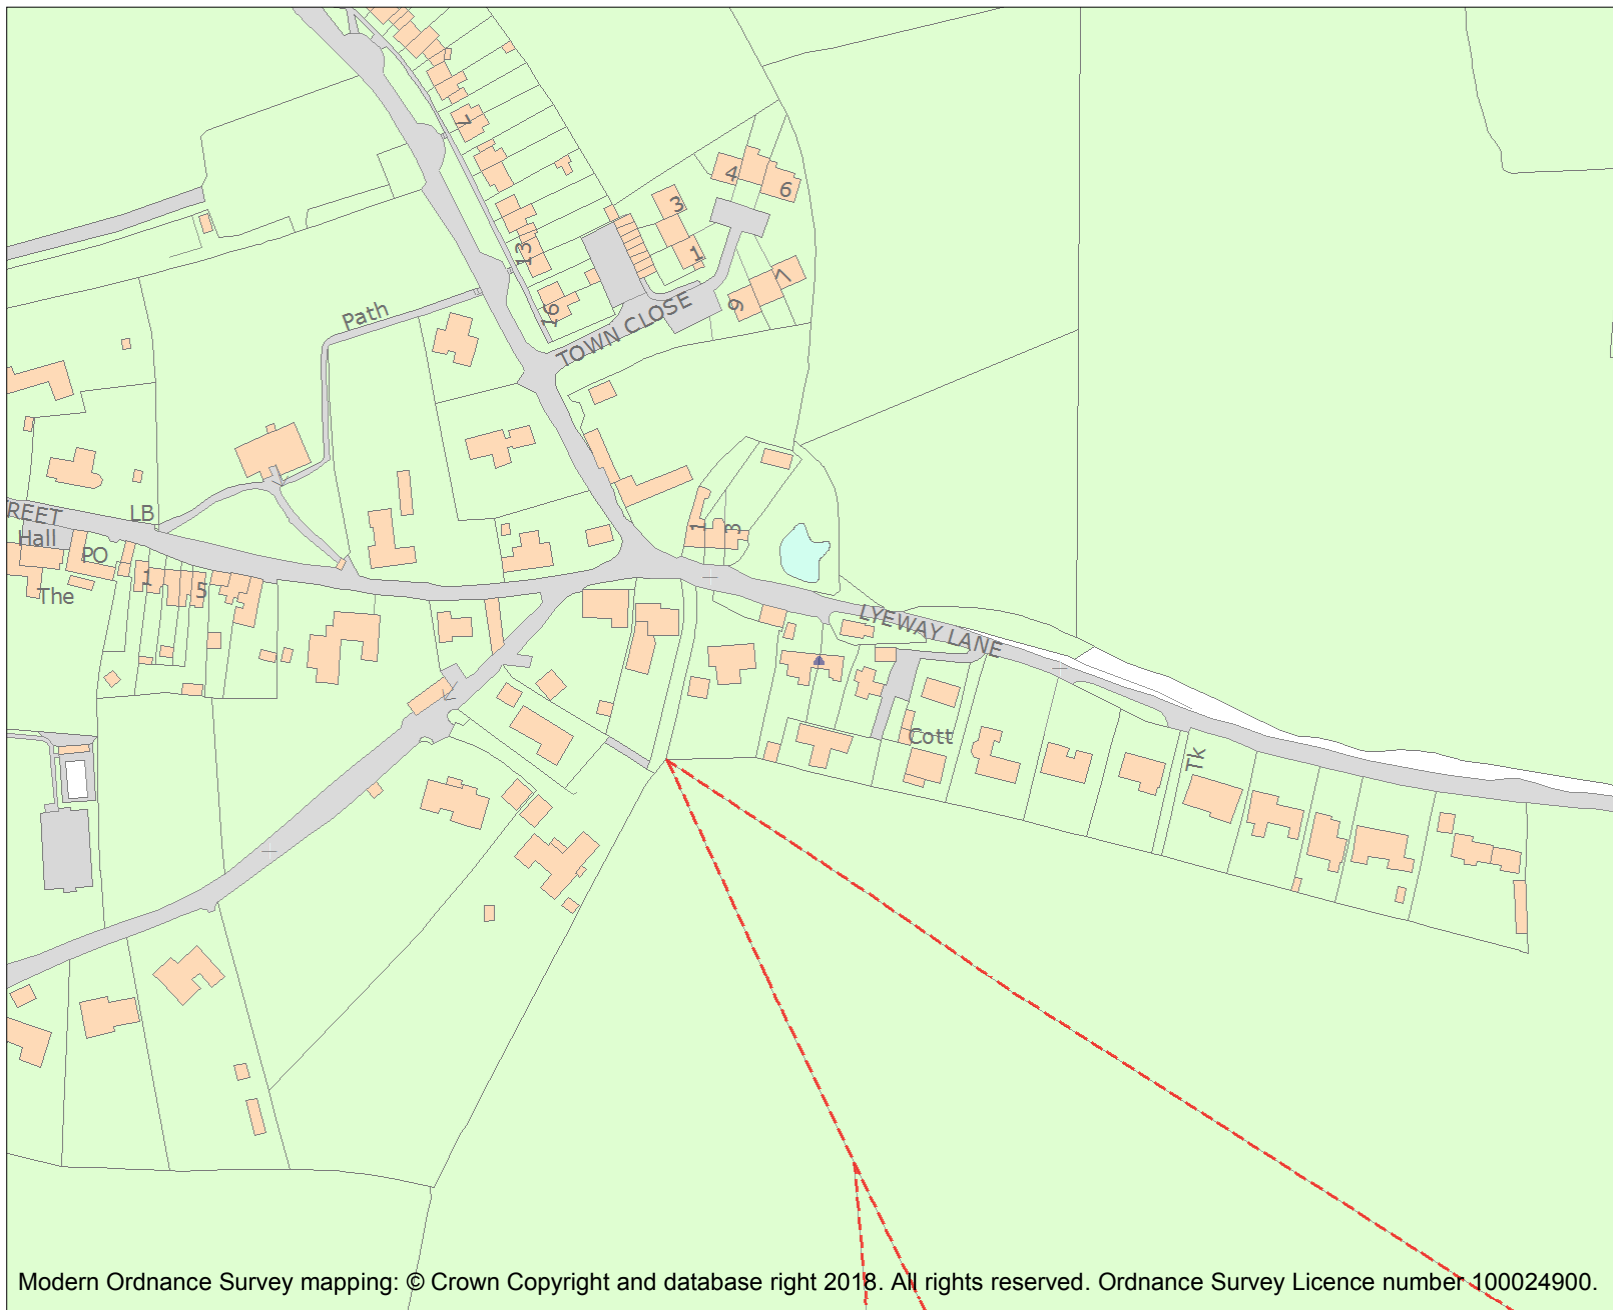 7
4
6
3
1
13
7
9
16
TOWN CLOSE
Path
REET
LB
Hall
PO
1
3
The
1
5
LYEWAY LANE
Cott
Tk
Modern Ordnance Survey mapping: © Crown Copyright and database right 2018. All rights reserved. Ordnance Survey Licence number 100024900.